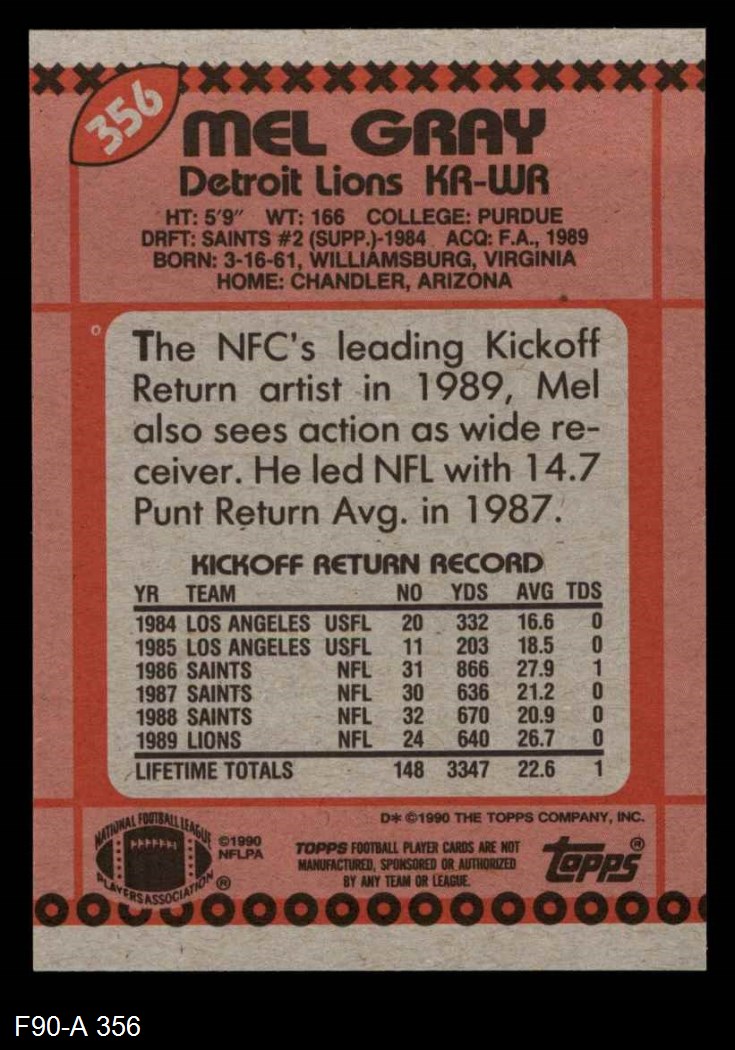 356
MEL GRAY
Detroit Lions KR-WR
HT: 5'9" WT: 166 COLLEGE: PURDUE
DRFT: SAINTS #2 (SUPP.)-1984 ACQ: F.A., 1989
BORN: 3-16-61, WILLIAMSBURG, VIRGINIA
HOME: CHANDLER, ARIZONA
The NFC's leading Kickoff
Return artist in 1989, Mel
also sees action as wide re-
ceiver. He led NFL with 14.7
Punt Return Avg. in 1987.
KICKOFF RETURN RECORD
YR TEAM NO YDS AVG TDS
1984 LOS ANGELES USFL 20 332 16.6 0
1985 LOS ANGELES USFL 11 203 18.5 0
1986 SAINTS NFL 31 866 27.9 1
1987 SAINTS NFL 30 636 21.2 0
1988 SAINTS NFL 32 670 20.9 0
1989 LIONS NFL 24 640 26.7 0
LIFETIME TOTALS 148 3347 22.6 1
D* ©1990 THE TOPPS COMPANY, INC.
NATIONAL FOOTBALL LEAGUE
PLAYERS ASSOCIATION ®
©1990
NFLPA
TOPPS FOOTBALL PLAYER CARDS ARE NOT
MANUFACTURED, SPONSORED OR AUTHORIZED
BY ANY TEAM OR LEAGUE.
topps®
F90-A 356